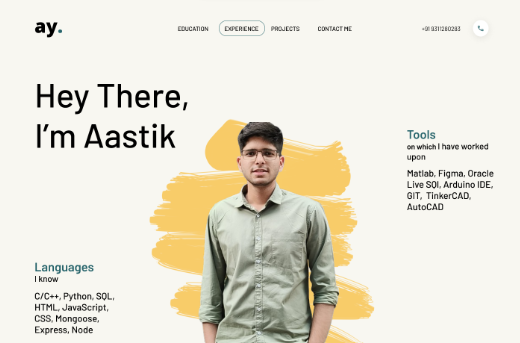 ay.
EDUCATION EXPERIENCE PROJECTS CONTACT ME +91 9311280283
Hey There,
I'm Aastik
Tools
on which I have worked
upon
Matlab, Figma, Oracle
Live SQl, Arduino IDE,
GIT, TinkerCAD,
AutoCAD
Languages
I know
C/C++, Python, SQL,
HTML, JavaScript,
CSS, Mongoose,
Express, Node